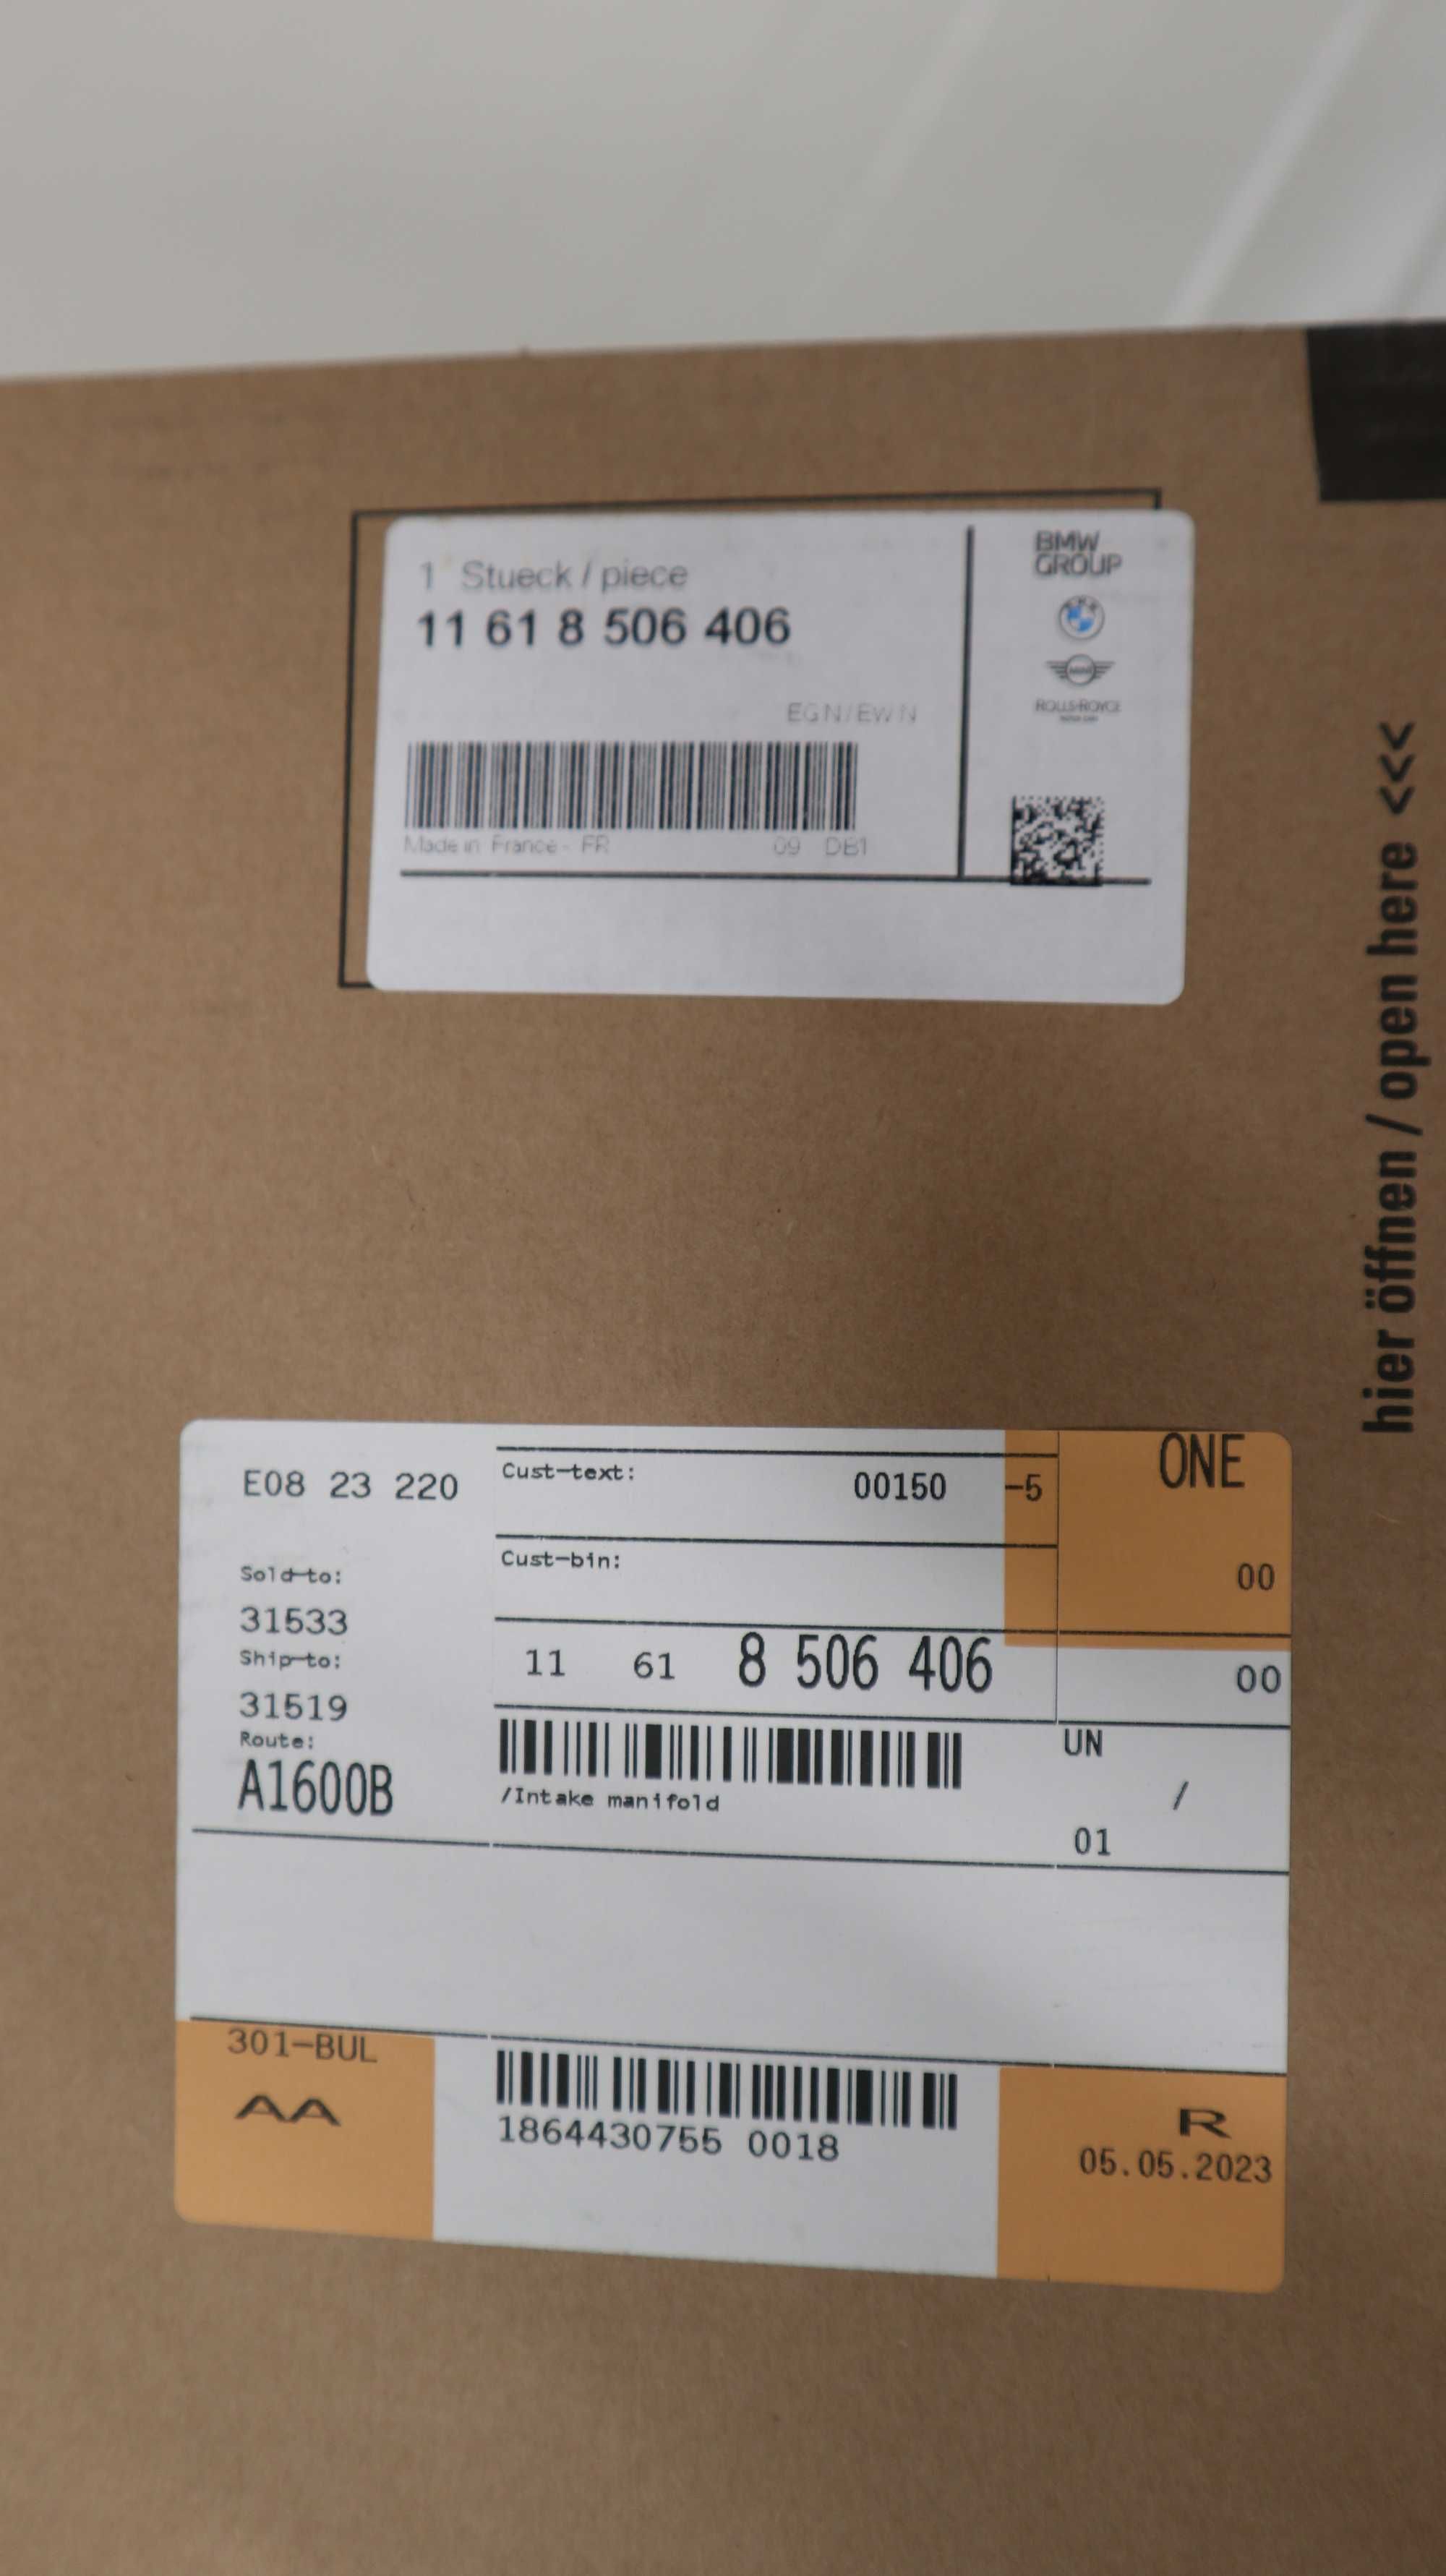 1 Stueck / piece
11 61 8 506 406
EGN/EWN
Made in France - FR 09 DB1
BMW
GROUP
MINI
ROLLS-ROYCE
hier öffnen / open here <<<
E08 23 220
Cust-text: 00150 -5
ONE
Cust-bin:
00
Sold-to:
31533
Ship-to:
31519
Route:
A1600B
11 61 8 506 406
00
/Intake manifold
UN
/
01
301-BUL
AA
1864430755 0018
R
05.05.2023